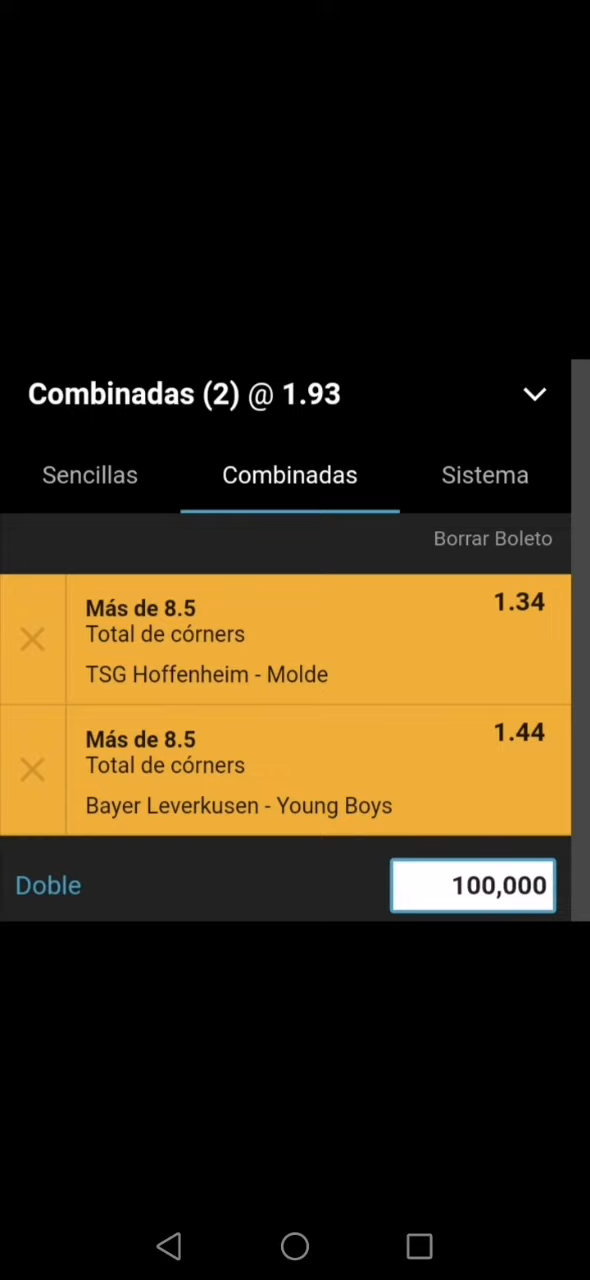 Combinadas (2) @ 1.93
Sencillas Combinadas Sistema
Borrar Boleto
Más de 8.5 1.34
Total de córners
TSG Hoffenheim - Molde
Más de 8.5 1.44
Total de córners
Bayer Leverkusen - Young Boys
Doble 100,000